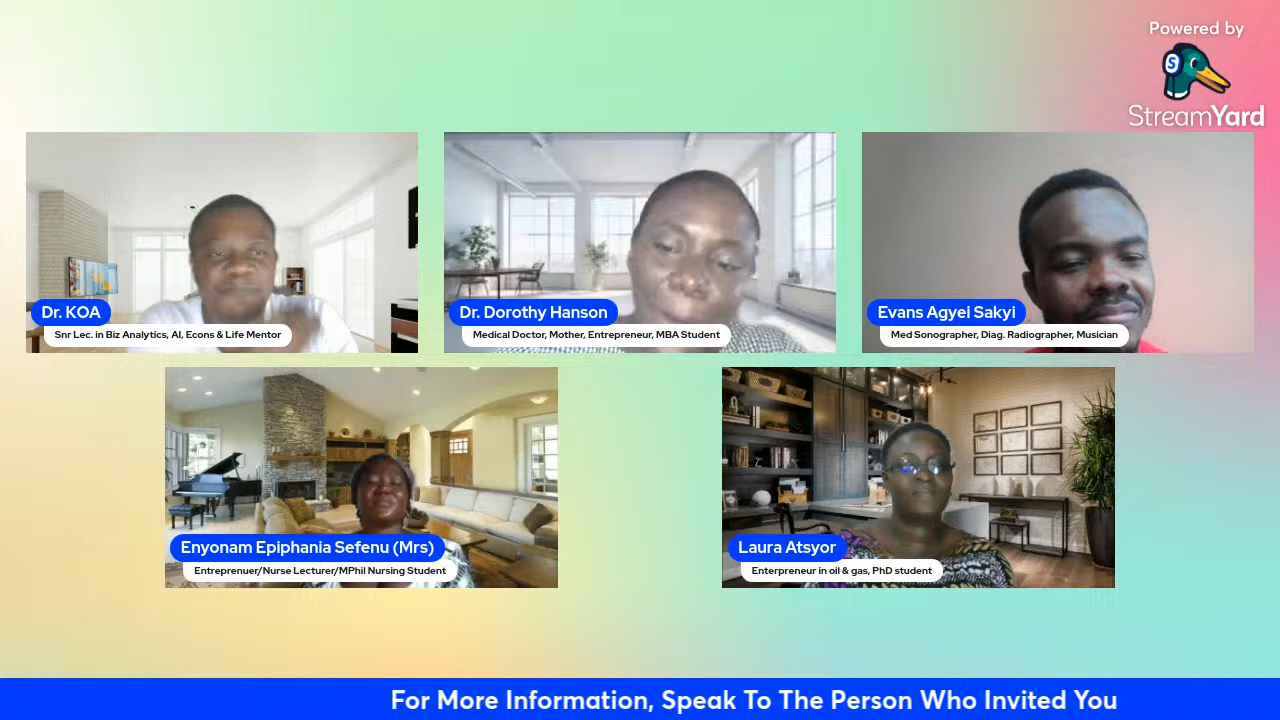 Powered by
S
StreamYard
Dr. KOA
Snr Lec. in Biz Analytics, AI, Econs & Life Mentor
Dr. Dorothy Hanson
Medical Doctor, Mother, Entrepreneur, MBA Student
Evans Agyei Sakyi
Med Sonographer, Diag. Radiographer, Musician
Enyonam Epiphania Sefenu (Mrs)
Entreprenuer/Nurse Lecturer/MPhil Nursing Student
Laura Atsyor
Enterpreneur in oil & gas, PhD student
For More Information, Speak To The Person Who Invited You